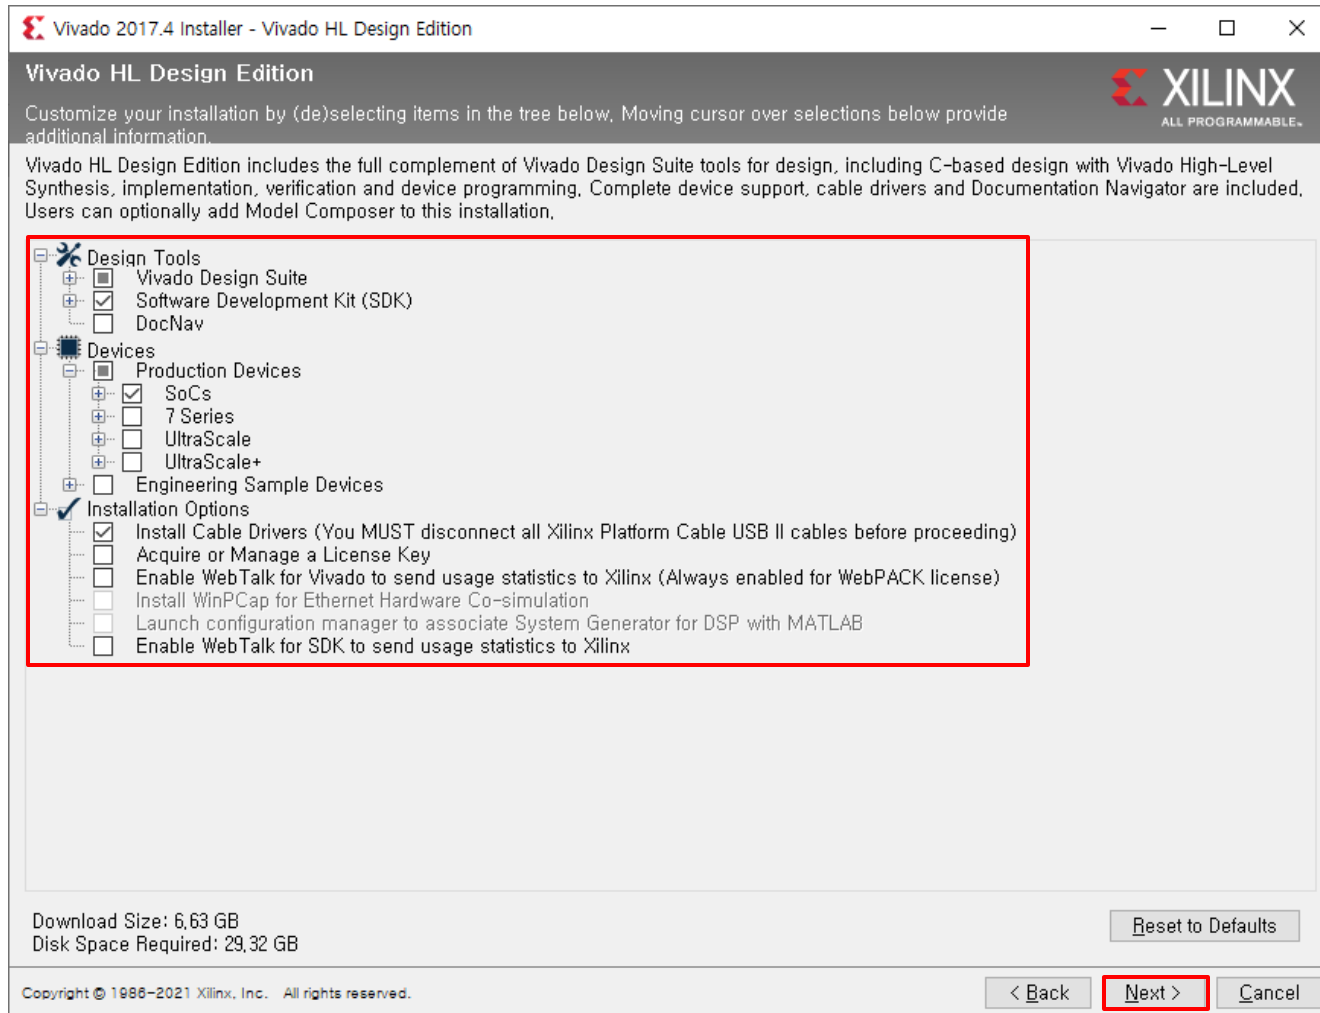 Vivado 2017.4 Installer - Vivado HL Design Edition
Vivado HL Design Edition
XILINX
ALL PROGRAMMABLE™
Customize your installation by (de)selecting items in the tree below. Moving cursor over selections below provide
additional information.
Vivado HL Design Edition includes the full complement of Vivado Design Suite tools for design, including C-based design with Vivado High-Level
Synthesis, implementation, verification and device programming. Complete device support, cable drivers and Documentation Navigator are included.
Users can optionally add Model Composer to this installation.
Design Tools
Vivado Design Suite
Software Development Kit (SDK)
DocNav
Devices
Production Devices
SoCs
7 Series
UltraScale
UltraScale+
Engineering Sample Devices
Installation Options
Install Cable Drivers (You MUST disconnect all Xilinx Platform Cable USB II cables before proceeding)
Acquire or Manage a License Key
Enable WebTalk for Vivado to send usage statistics to Xilinx (Always enabled for WebPACK license)
Install WinPCap for Ethernet Hardware Co-simulation
Launch configuration manager to associate System Generator for DSP with MATLAB
Enable WebTalk for SDK to send usage statistics to Xilinx
Download Size: 6.63 GB
Disk Space Required: 29.32 GB
Reset to Defaults
Copyright © 1986-2021 Xilinx, Inc. All rights reserved.
< Back
Next >
Cancel